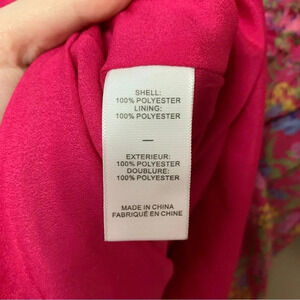 SHELL:
100% POLYESTER
LINING:
100% POLYESTER
—
EXTERIEUR:
100% POLYESTER
DOUBLURE:
100% POLYESTER
MADE IN CHINA
FABRIQUÉ EN CHINE